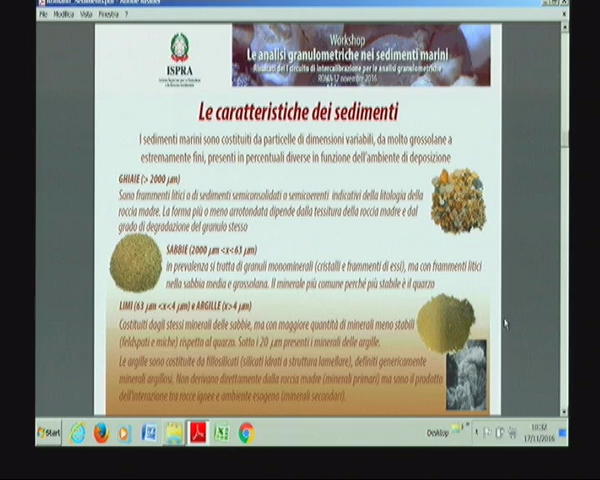 File Modifica Vista Finestra ?
Workshop
Le analisi granulometriche nei sedimenti marini
Risultati del I circuito di intercalibrazione per le analisi granulometriche
ROMA 17 novembre 2016
ISPRA
Le caratteristiche dei sedimenti
I sedimenti marini sono costituiti da particelle di dimensioni variabili, da molto grossolane a
estremamente fini, presenti in percentuali diverse in funzione dell'ambiente di deposizione
GHIAIE (> 2000 µm)
Sono frammenti litici o di sedimenti semiconsolidati o semicoerenti indicativi della litologia della
roccia madre. La forma più o meno arrotondata dipende dalla tessitura della roccia madre e dal
grado di degradazione del granulo stesso
SABBIE (2000 µm <x<63 µm)
in prevalenza si tratta di granuli monominerali (cristalli e frammenti di essi), ma con frammenti litici
nella sabbia media e grossolana. Il minerale più comune perché più stabile è il quarzo
LIMI (63 µm <x<4 µm) e ARGILLE (x>4 µm)
Costituiti dagli stessi minerali delle sabbie, ma con maggiore quantità di minerali meno stabili
(feldspati e miche) rispetto al quarzo. Sotto i 20 µm presenti i minerali delle argille.
Le argille sono costituite da fillosilicati (silicati idrati a struttura lamellare), definiti genericamente
minerali argillosi. Non derivano direttamente dalla roccia madre (minerali primari) ma sono il prodotto
dell'interazione tra rocce ignee e ambiente esogeno (minerali secondari).
Start
Desktop
10:32
17/11/2016